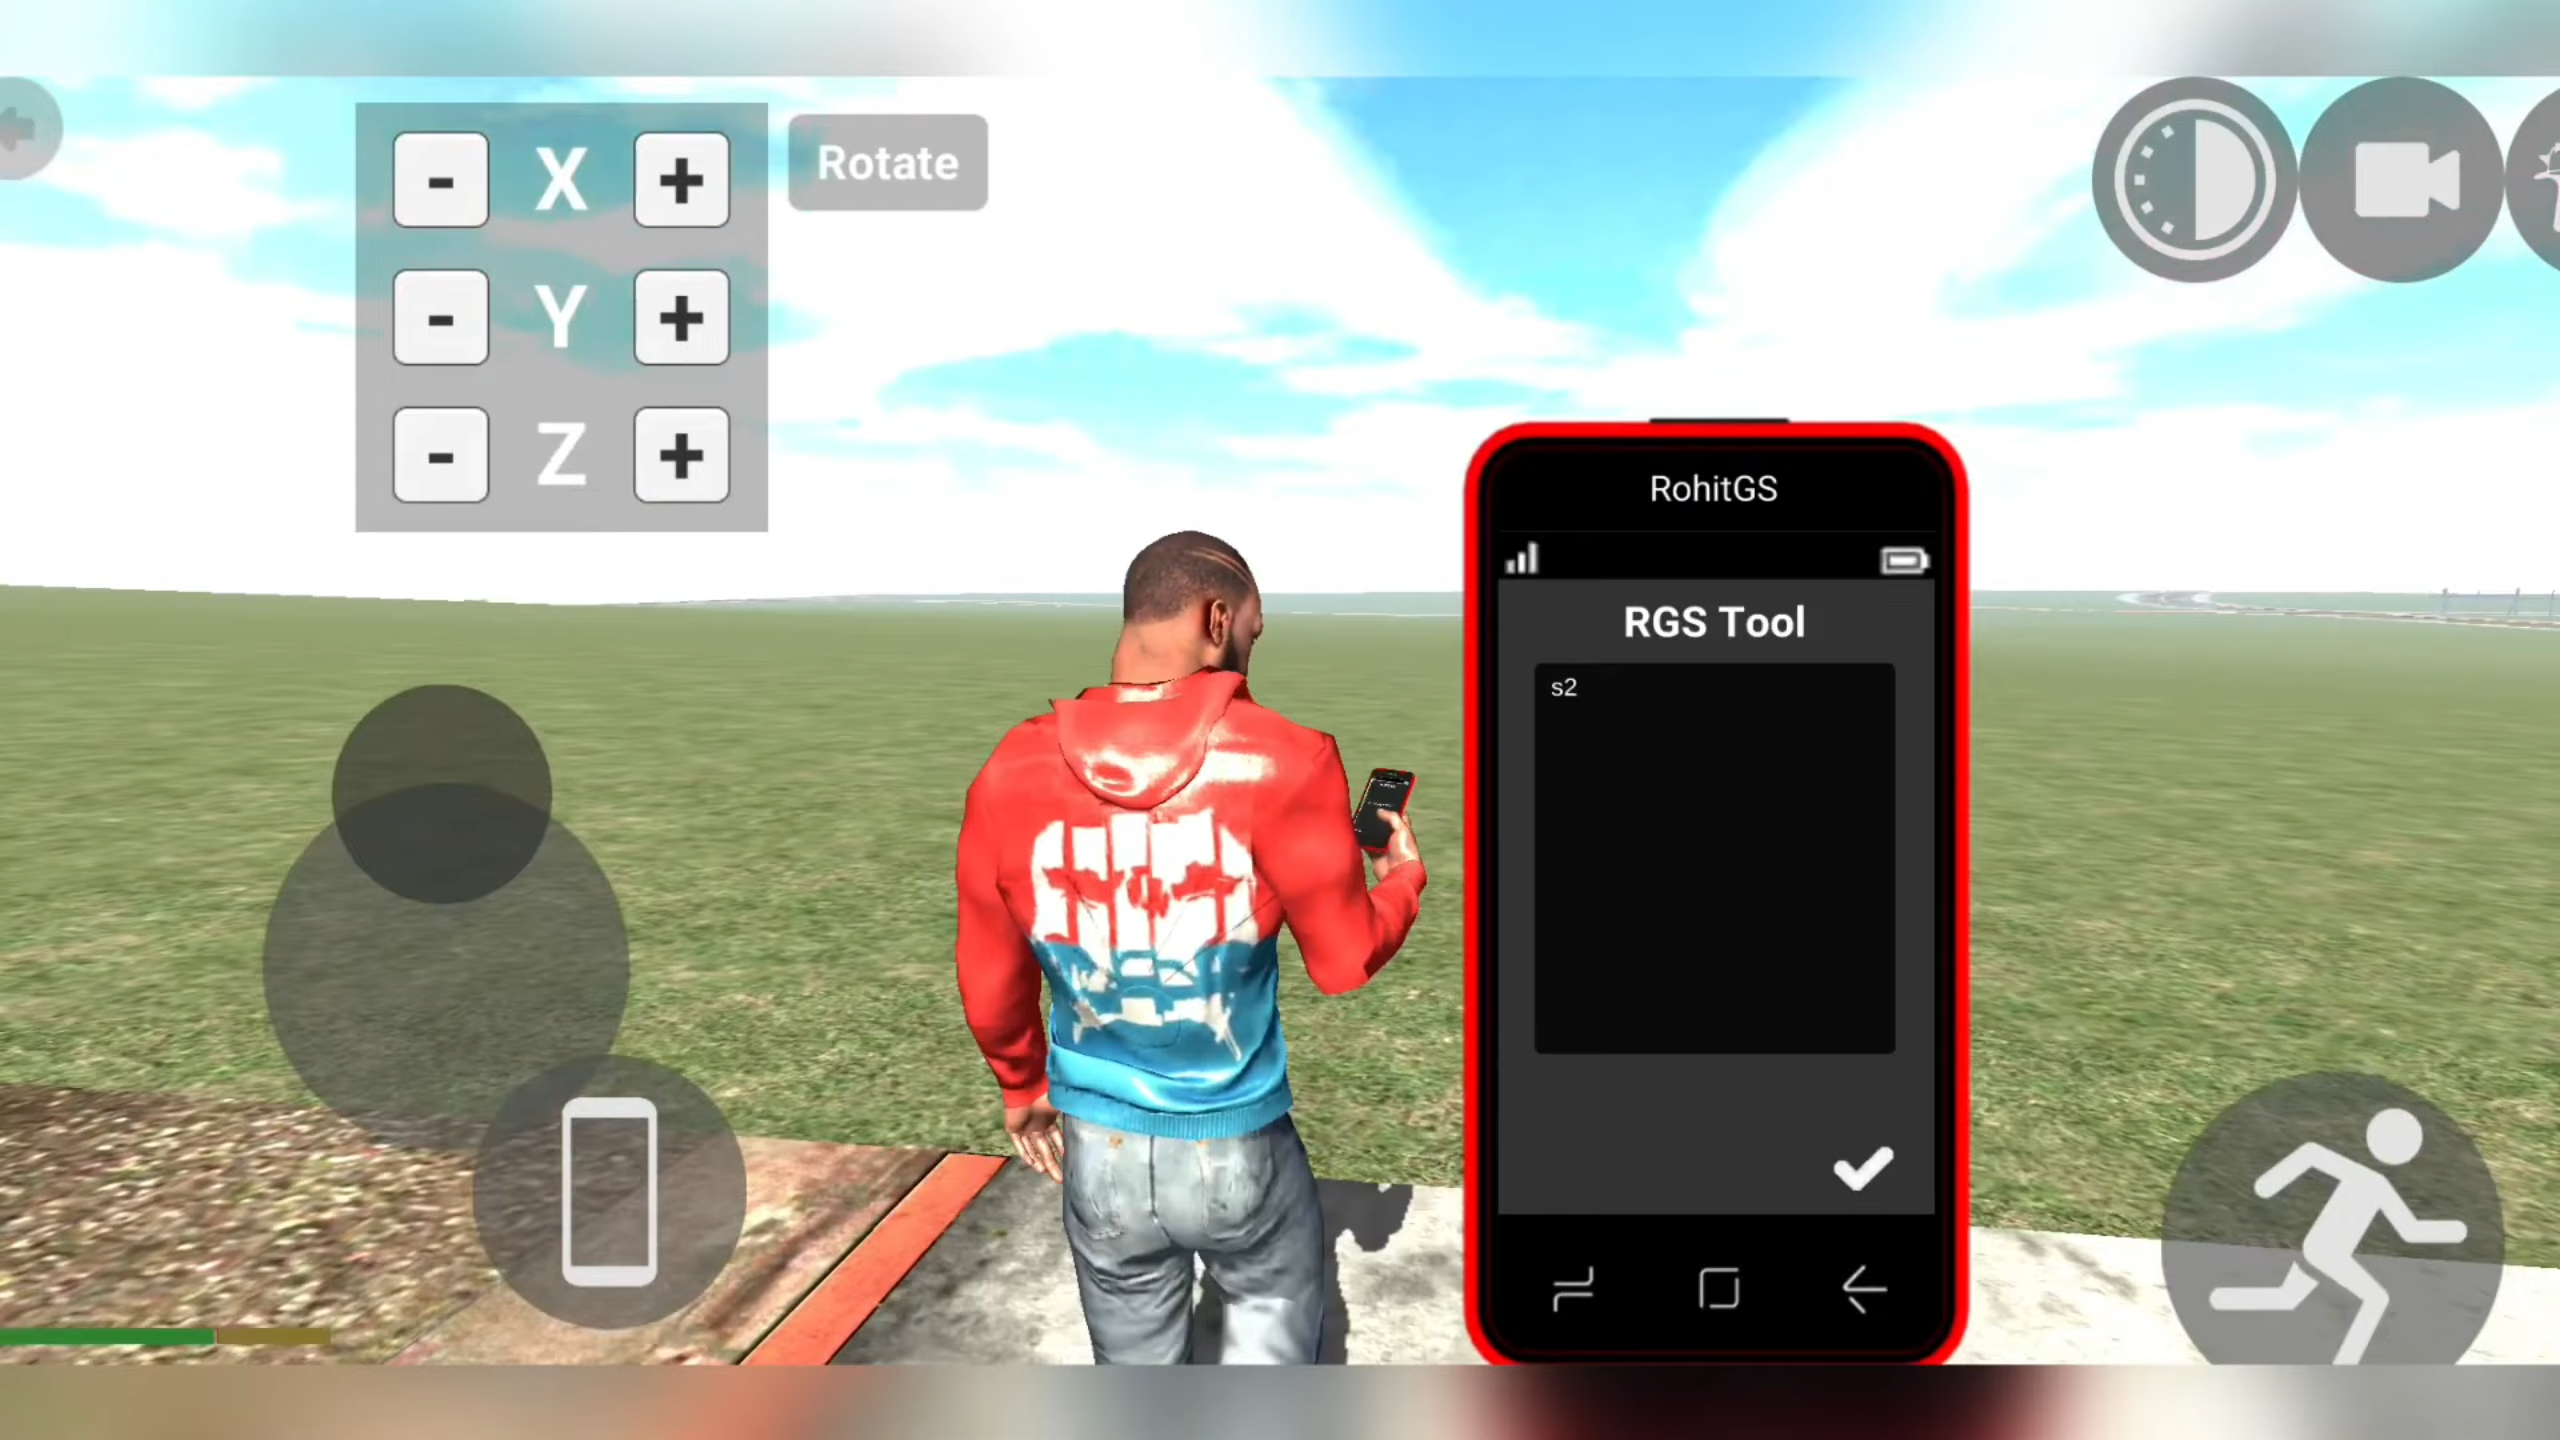 - X +
Rotate
- Y +
- Z +
RohitGS
RGS Tool
s2